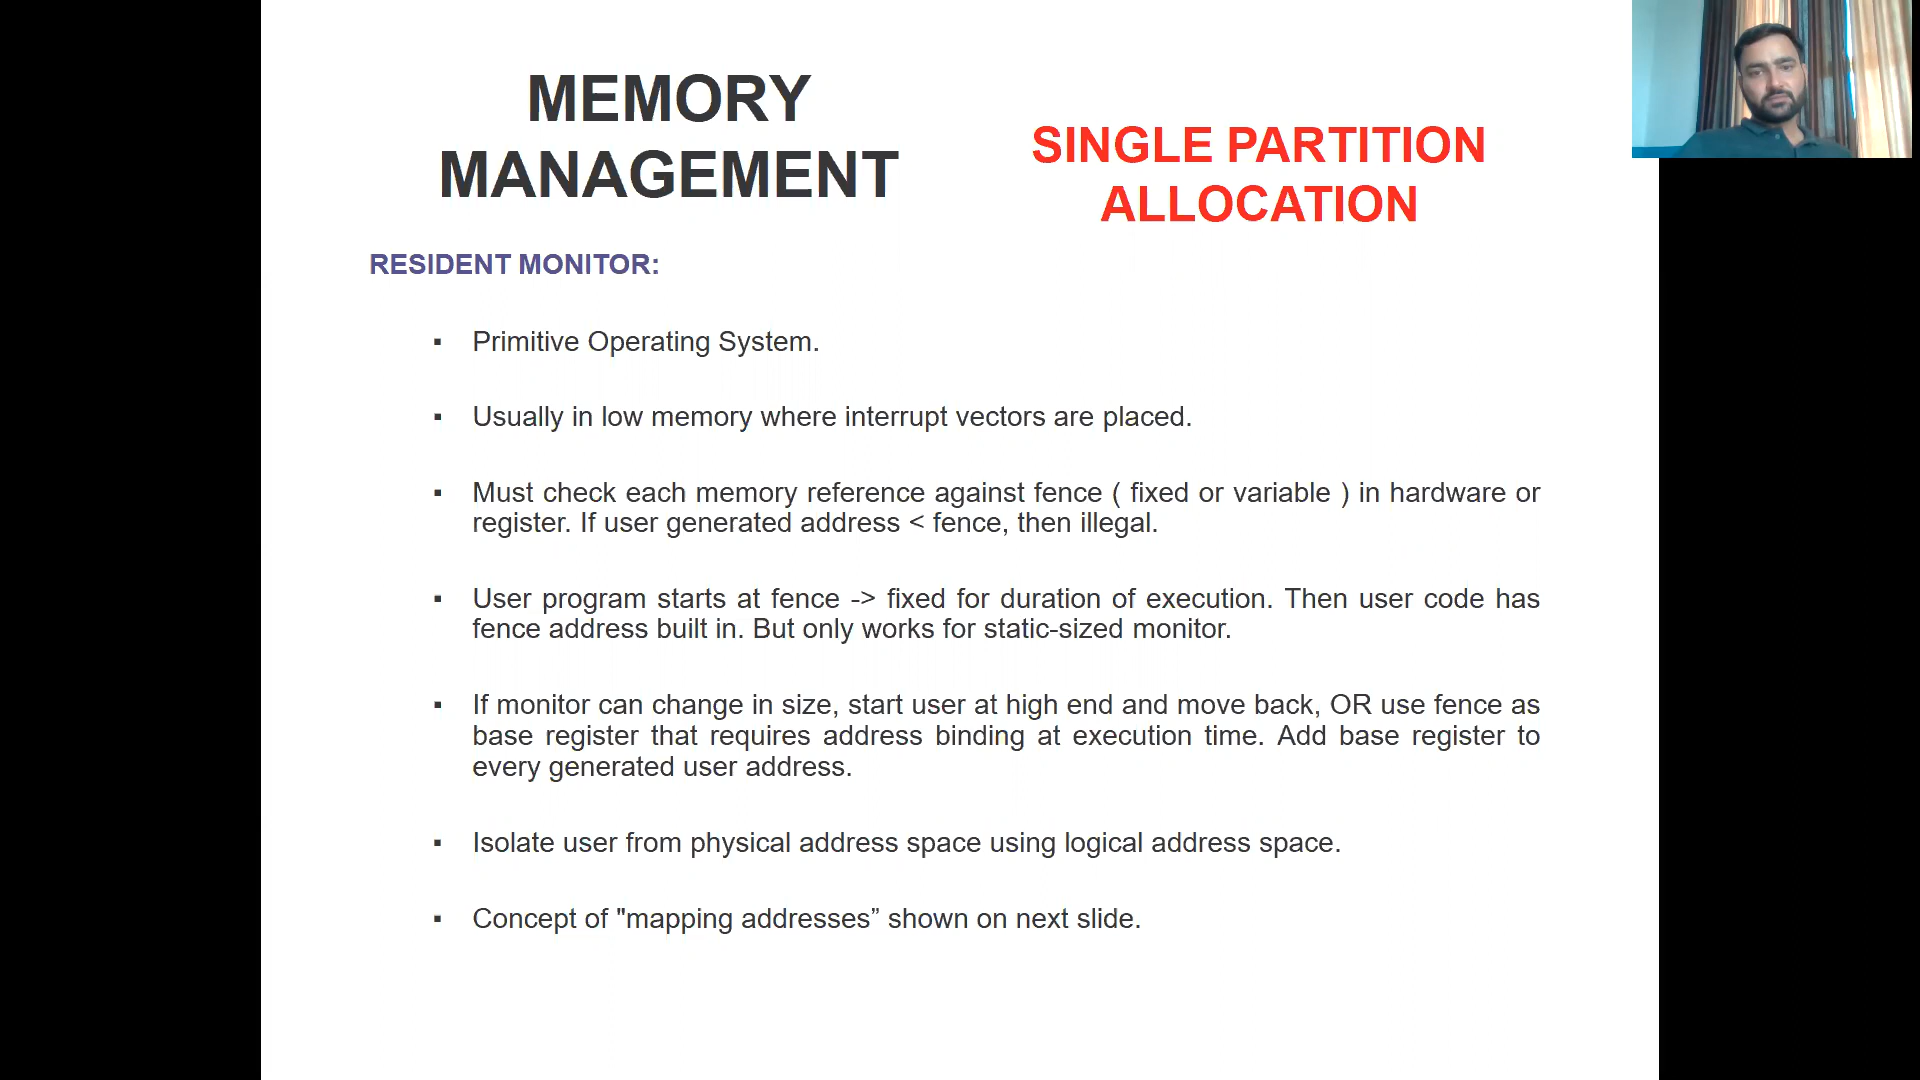 MEMORY
MANAGEMENT
SINGLE PARTITION
ALLOCATION
RESIDENT MONITOR:
▪ Primitive Operating System.
▪ Usually in low memory where interrupt vectors are placed.
▪ Must check each memory reference against fence ( fixed or variable ) in hardware or
register. If user generated address < fence, then illegal.
▪ User program starts at fence -> fixed for duration of execution. Then user code has
fence address built in. But only works for static-sized monitor.
▪ If monitor can change in size, start user at high end and move back, OR use fence as
base register that requires address binding at execution time. Add base register to
every generated user address.
▪ Isolate user from physical address space using logical address space.
▪ Concept of "mapping addresses” shown on next slide.